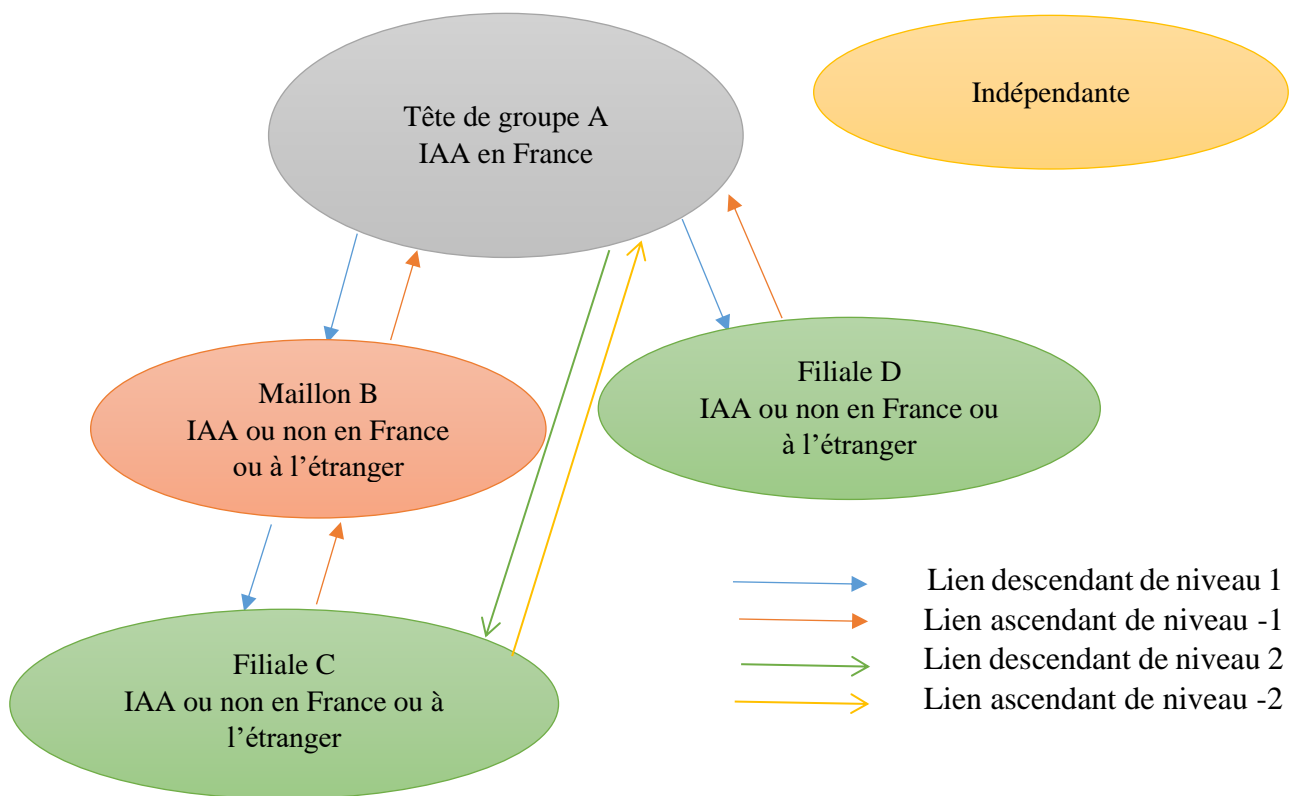 Tête de groupe A
IAA en France
Indépendante
Maillon B
IAA ou non en France
ou à l’étranger
Filiale D
IAA ou non en France ou
à l’étranger
Filiale C
IAA ou non en France ou à
l’étranger
Lien descendant de niveau 1
Lien ascendant de niveau -1
Lien descendant de niveau 2
Lien ascendant de niveau -2